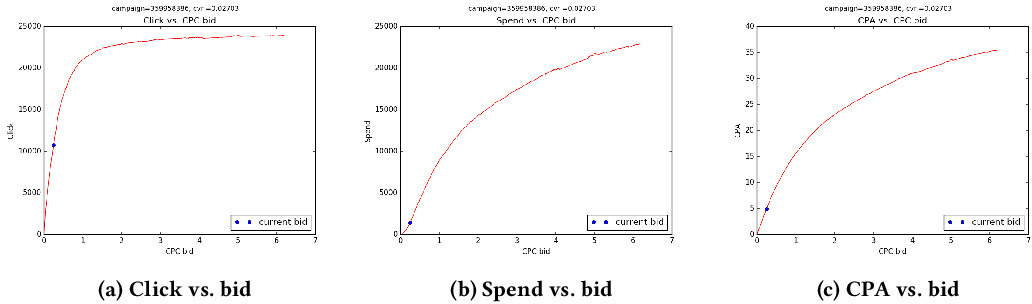 campaign=359958386, cvr =0.02703
Click vs. CPC bid
25000
20000
15000
10000
5000
0
Click
0 1 2 3 4 5 6 7
CPC bid
current bid
(a) Click vs. bid
campaign=359958386, cvr =0.02703
Spend vs. CPC bid
25000
20000
15000
10000
5000
0
Spend
0 1 2 3 4 5 6 7
CPC bid
current bid
(b) Spend vs. bid
campaign=359958386, cvr =0.02703
CPA vs. CPC bid
40
35
30
25
20
15
10
5
0
CPA
0 1 2 3 4 5 6 7
CPC bid
current bid
(c) CPA vs. bid